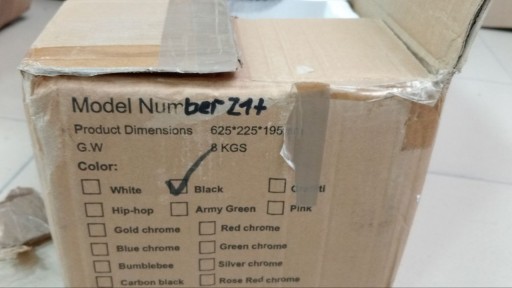 Model Number Z1+
Product Dimensions 625*225*195
G.W 8 KGS
Color:
White Black
Hip-hop Army Green Pink
Gold chrome Red chrome
Blue chrome Green chrome
Bumblebee Silver chrome
Carbon black Rose Red chrome